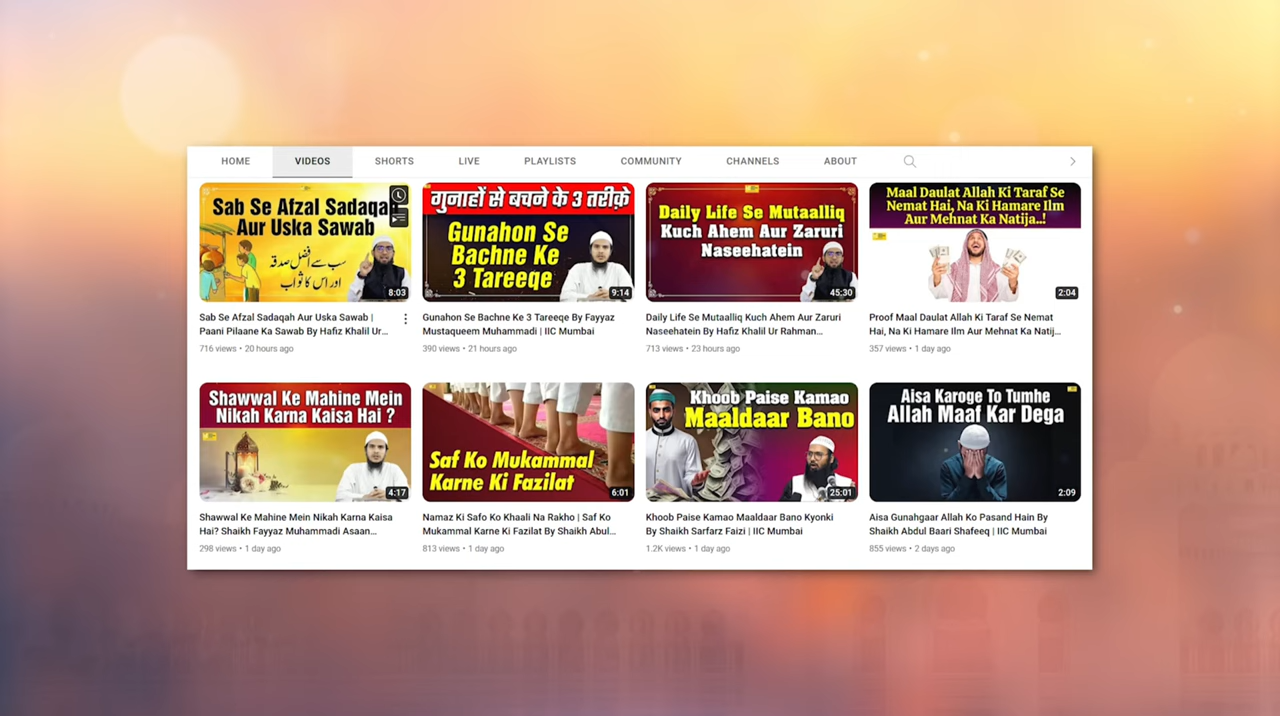 HOME VIDEOS SHORTS LIVE PLAYLISTS COMMUNITY CHANNELS ABOUT
Sab Se Afzal Sadaqah
Aur Uska Sawab
سب سے افضل صدقہ
اور اس کا ثواب
8:03
Sab Se Afzal Sadaqah Aur Uska Sawab |
Paani Pilaane Ka Sawab By Hafiz Khalil Ur...
716 views • 20 hours ago
गुनाहों से बचने के 3 तरीक़े
Gunahon Se
Bachne Ke
3 Tareeqe
9:14
Gunahon Se Bachne Ke 3 Tareeqe By Fayyaz
Mustaqueem Muhammadi | IIC Mumbai
390 views • 21 hours ago
Daily Life Se Mutaalliq
Kuch Ahem Aur Zaruri
Naseehatein
45:30
Daily Life Se Mutaalliq Kuch Ahem Aur Zaruri
Naseehatein By Hafiz Khalil Ur Rahman...
713 views • 23 hours ago
Maal Daulat Allah Ki Taraf Se
Nemat Hai, Na Ki Hamare Ilm
Aur Mehnat Ka Natija..!
2:04
Proof Maal Daulat Allah Ki Taraf Se Nemat
Hai, Na Ki Hamare Ilm Aur Mehnat Ka Natij...
357 views • 1 day ago
Shawwal Ke Mahine Mein
Nikah Karna Kaisa Hai ?
4:17
Shawwal Ke Mahine Mein Nikah Karna Kaisa
Hai? Shaikh Fayyaz Muhammadi Asaan...
298 views • 1 day ago
Saf Ko Mukammal
Karne Ki Fazilat
6:01
Namaz Ki Safo Ko Khaali Na Rakho | Saf Ko
Mukammal Karne Ki Fazilat By Shaikh Abul...
813 views • 1 day ago
Khoob Paise Kamao
Maaldaar Bano
25:01
Khoob Paise Kamao Maaldaar Bano Kyonki
By Shaikh Sarfarz Faizi | IIC Mumbai
1.2K views • 1 day ago
Aisa Karoge To Tumhe
Allah Maaf Kar Dega
2:09
Aisa Gunahgaar Allah Ko Pasand Hain By
Shaikh Abdul Baari Shafeeq | IIC Mumbai
855 views • 2 days ago